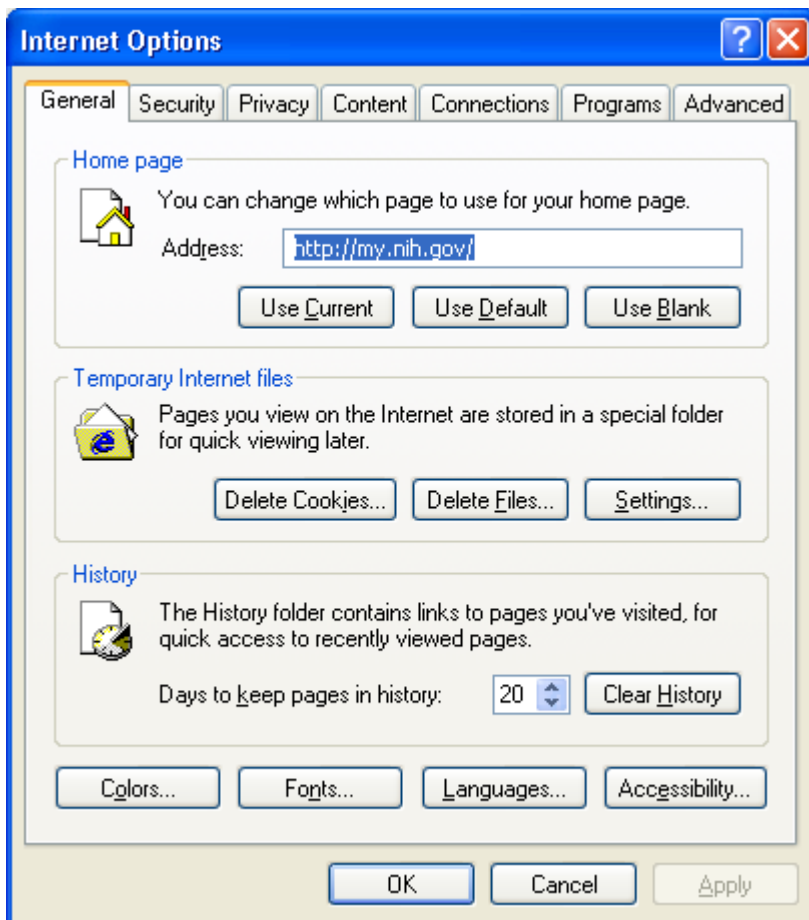 Internet Options
General Security Privacy Content Connections Programs Advanced
Home page
You can change which page to use for your home page.
Address: http://my.nih.gov/
Use Current Use Default Use Blank
Temporary Internet files
Pages you view on the Internet are stored in a special folder
for quick viewing later.
Delete Cookies... Delete Files... Settings...
History
The History folder contains links to pages you've visited, for
quick access to recently viewed pages.
Days to keep pages in history: 20 Clear History
Colors... Fonts... Languages... Accessibility...
OK Cancel Apply